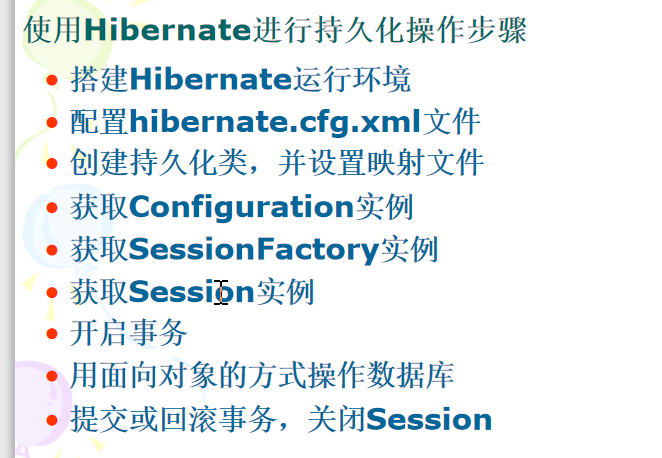 使用Hibernate进行持久化操作步骤
搭建Hibernate运行环境
配置hibernate.cfg.xml文件
创建持久化类，并设置映射文件
获取Configuration实例
获取SessionFactory实例
获取Session实例
开启事务
用面向对象的方式操作数据库
提交或回滚事务，关闭Session